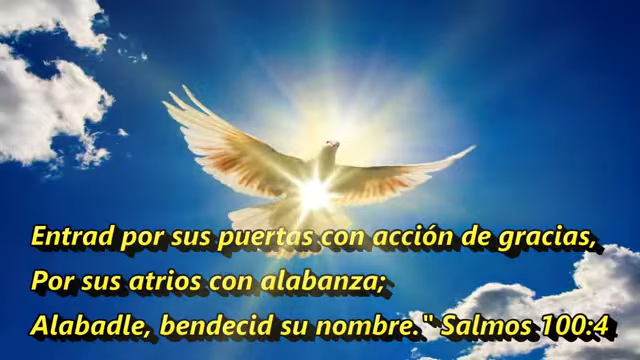 Entrad por sus puertas con acción de gracias,
Por sus atrios con alabanza;
Alabadle, bendecid su nombre." Salmos 100:4